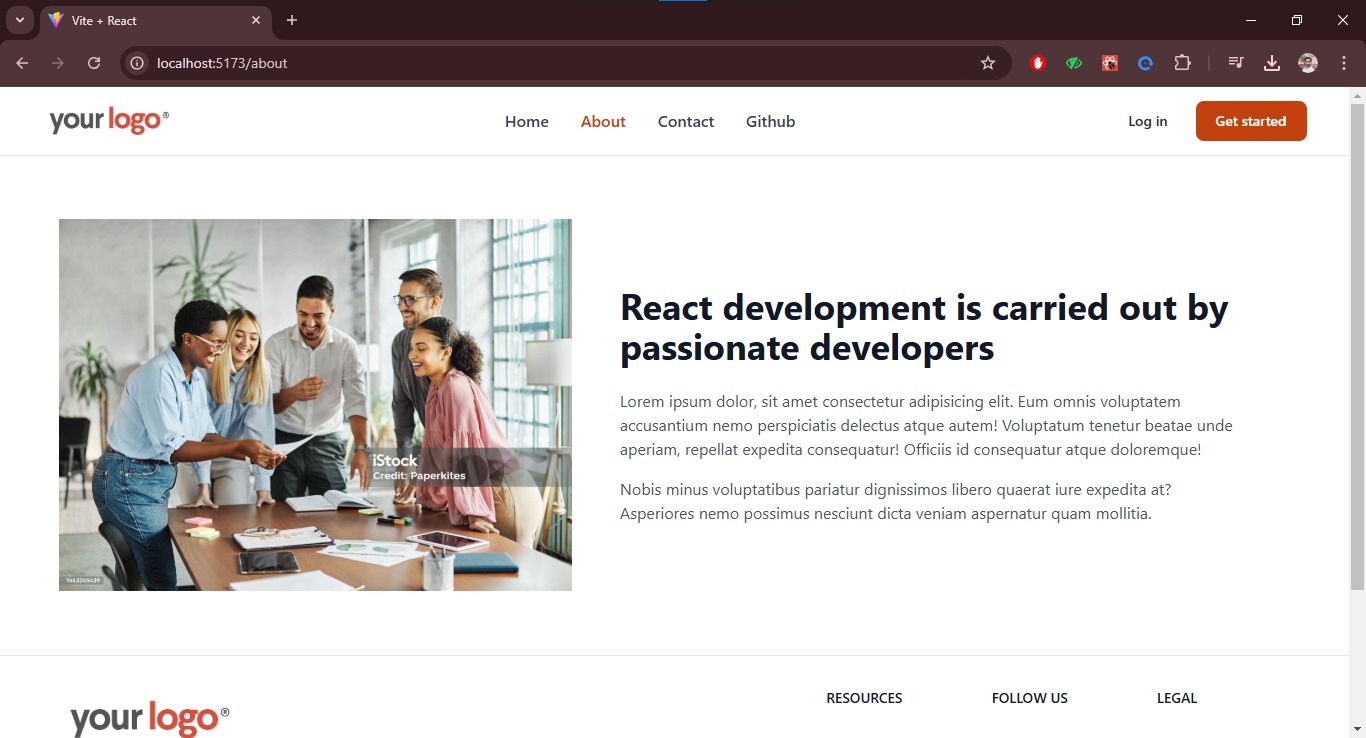 Vite + React
localhost:5173/about
your logo®
Home
About
Contact
Github
Log in
Get started
React development is carried out by
passionate developers
Lorem ipsum dolor, sit amet consectetur adipisicing elit. Eum omnis voluptatem
accusantium nemo perspiciatis delectus atque autem! Voluptatum tenetur beatae unde
aperiam, repellat expedita consequatur! Officiis id consequatur atque doloremque!
Nobis minus voluptatibus pariatur dignissimos libero quaerat iure expedita at?
Asperiores nemo possimus nesciunt dicta veniam aspernatur quam mollitia.
iStock
Credit: Paperkites
1443245439
your logo®
RESOURCES
FOLLOW US
LEGAL